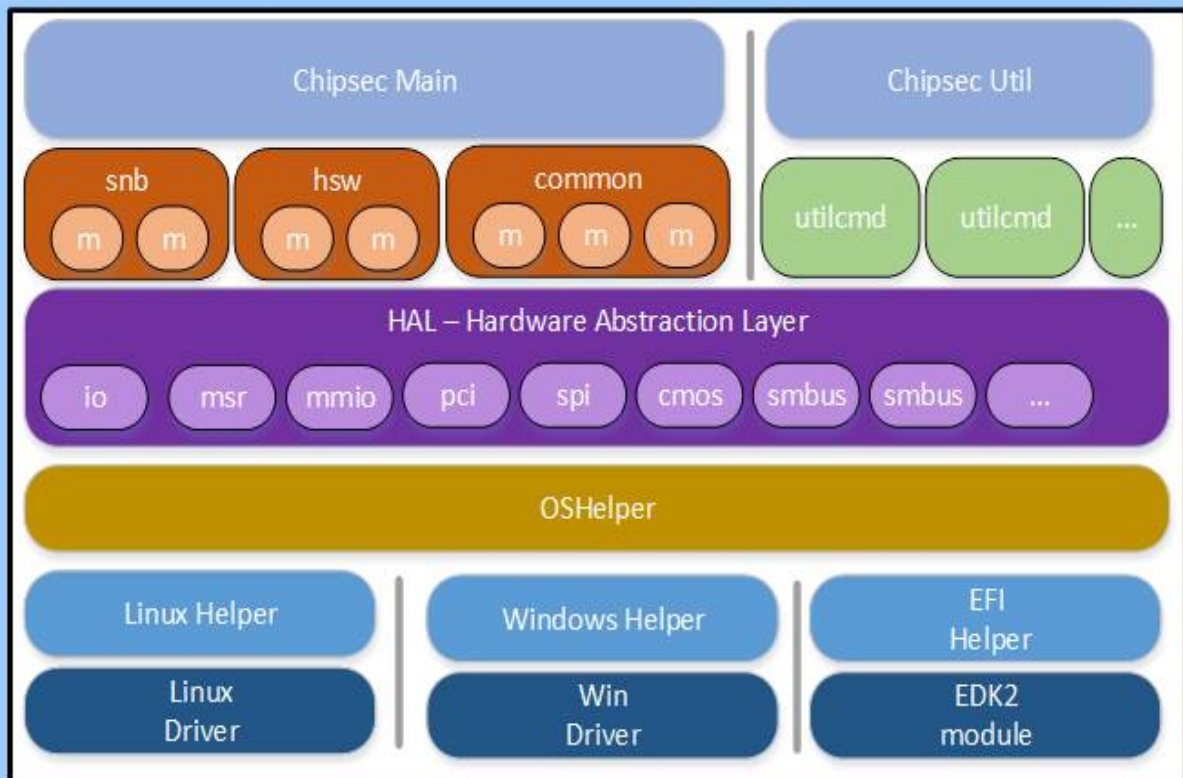 Chipsec Main
Chipsec Util
snb
hsw
common
m m
m m
m m m
utilcmd
utilcmd
...
HAL – Hardware Abstraction Layer
io
msr
mmio
pci
spi
cmos
smbus
smbus
...
OSHelper
Linux Helper
Windows Helper
EFI
Helper
Linux
Driver
Win
Driver
EDK2
module